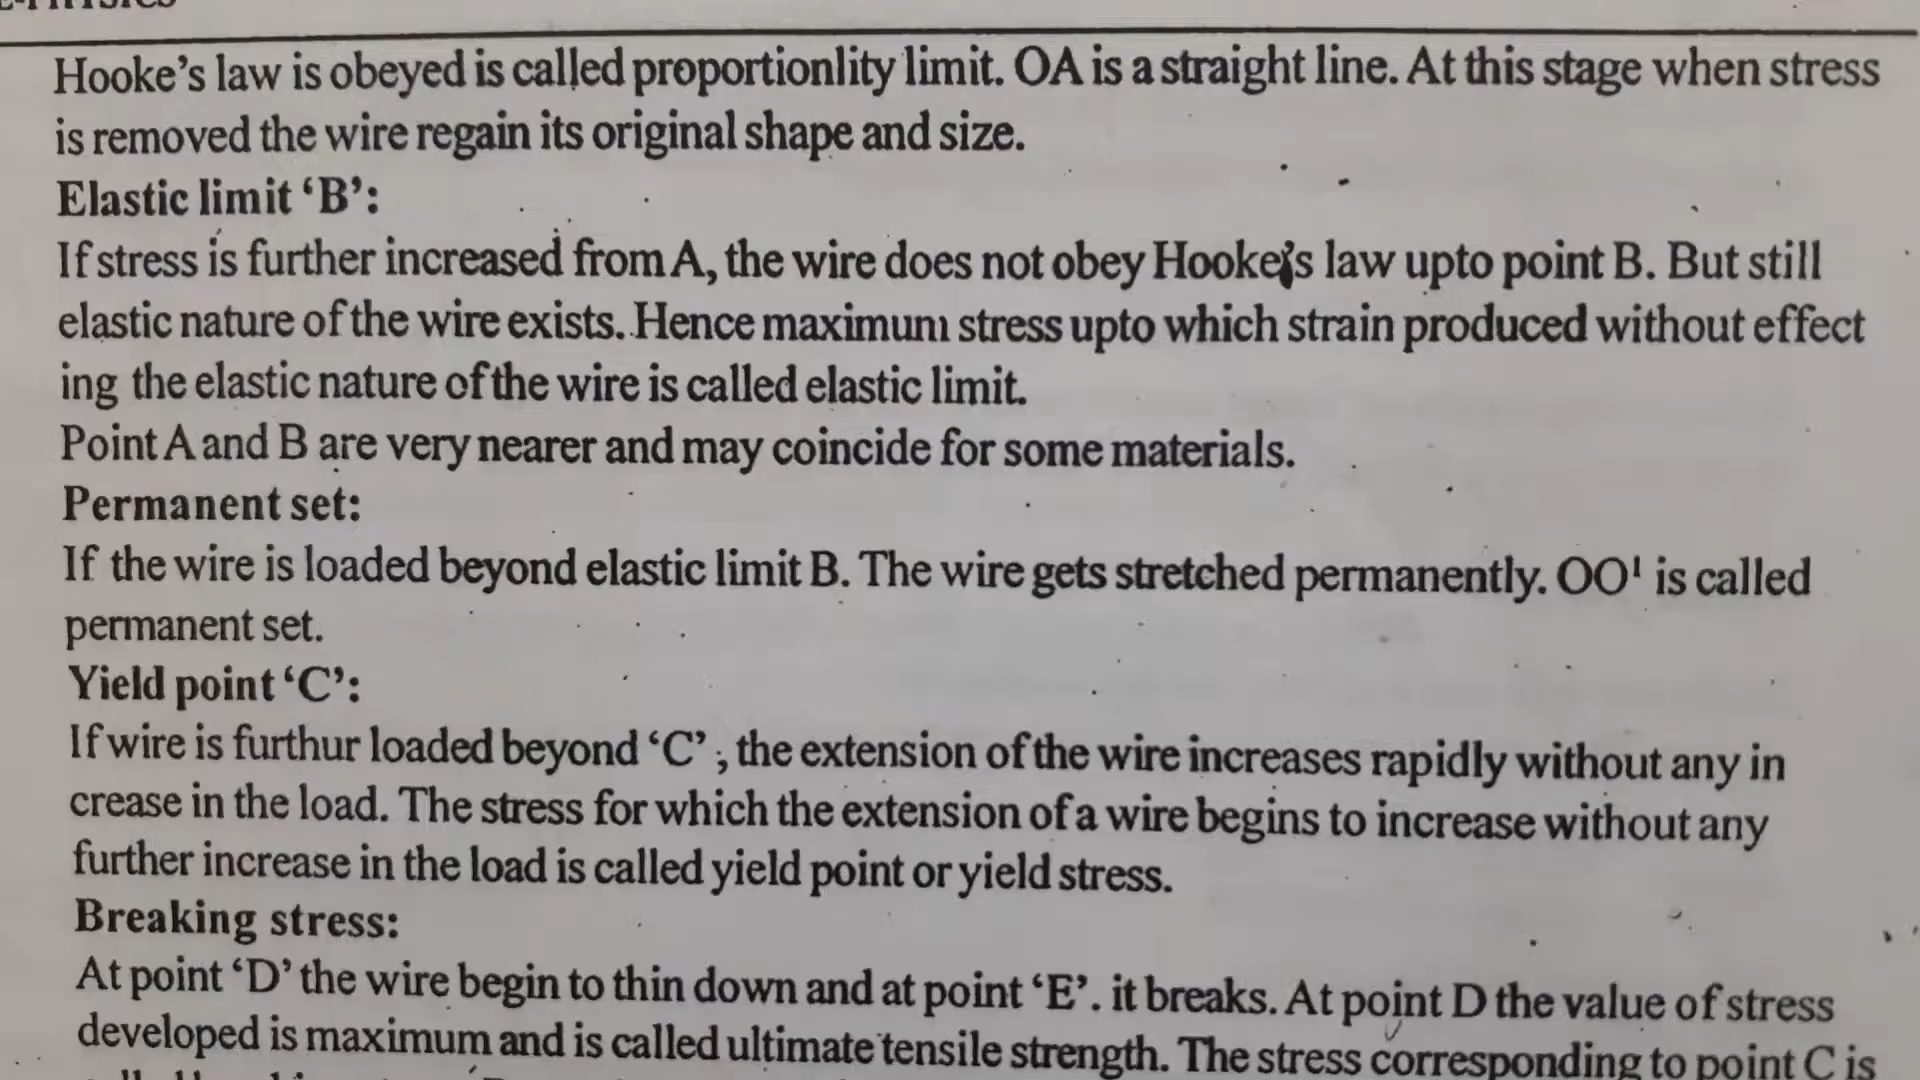 Hooke's law is obeyed is called proportionlity limit. OA is a straight line. At this stage when stress
is removed the wire regain its original shape and size.
Elastic limit ‘B’:
If stress is further increased from A, the wire does not obey Hooke's law upto point B. But still
elastic nature of the wire exists. Hence maximum stress upto which strain produced without effect
ing the elastic nature of the wire is called elastic limit.
Point A and B are very nearer and may coincide for some materials.
Permanent set:
If the wire is loaded beyond elastic limit B. The wire gets stretched permanently. OO¹ is called
permanent set.
Yield point ‘C’:
If wire is furthur loaded beyond ‘C’, the extension of the wire increases rapidly without any in
crease in the load. The stress for which the extension of a wire begins to increase without any
further increase in the load is called yield point or yield stress.
Breaking stress:
At point ‘D’ the wire begin to thin down and at point ‘E’. it breaks. At point D the value of stress
developed is maximum and is called ultimate tensile strength. The stress corresponding to point C is